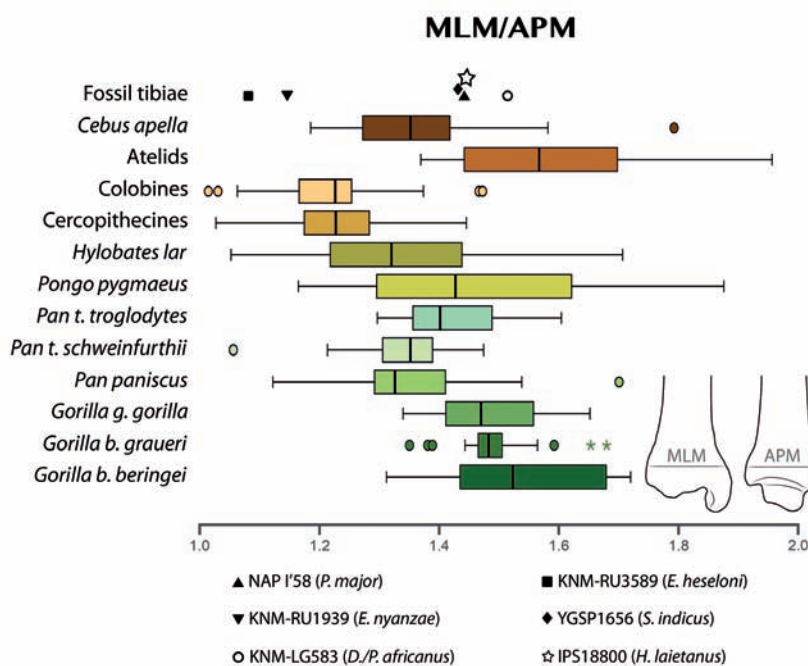 MLM/APM
Fossil tibiae
Cebus apella
Atelids
Colobines
Cercopithecines
Hylobates lar
Pongo pygmaeus
Pan t. troglodytes
Pan t. schweinfurthii
Pan paniscus
Gorilla g. gorilla
Gorilla b. graueri
Gorilla b. beringei
MLM APM
1.0 1.2 1.4 1.6 1.8 2.0
NAP I'58 (P. major) KNM-RU3589 (E. heseloni)
KNM-RU1939 (E. nyanzae) YGSP1656 (S. indicus)
KNM-LG583 (D./P. africanus) IPS18800 (H. laietanus)